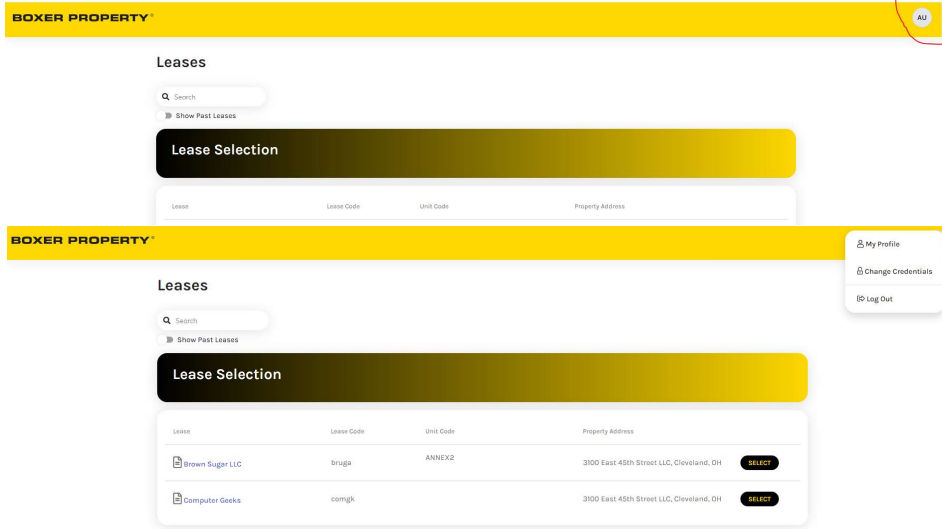 BOXER PROPERTY®
AU
Leases
Search
Show Past Leases
Lease Selection
Lease Lease Code Unit Code Property Address
BOXER PROPERTY®
My Profile
Change Credentials
Log Out
Leases
Search
Show Past Leases
Lease Selection
Lease Lease Code Unit Code Property Address
Brown Sugar LLC bruga ANNEX2 3100 East 45th Street LLC, Cleveland, OH SELECT
Computer Geeks comgk 3100 East 45th Street LLC, Cleveland, OH SELECT